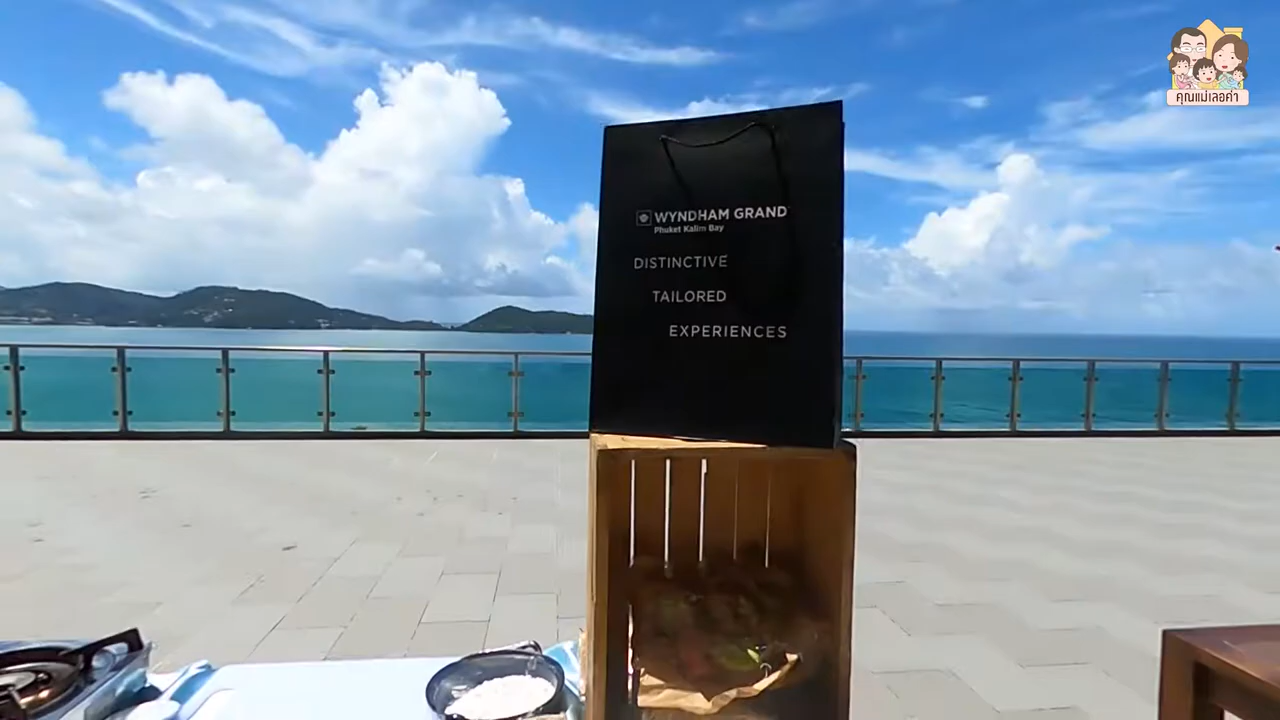 คุณแม่เลอค่า
WYNDHAM GRAND
Phuket Kalim Bay
DISTINCTIVE
TAILORED
EXPERIENCES